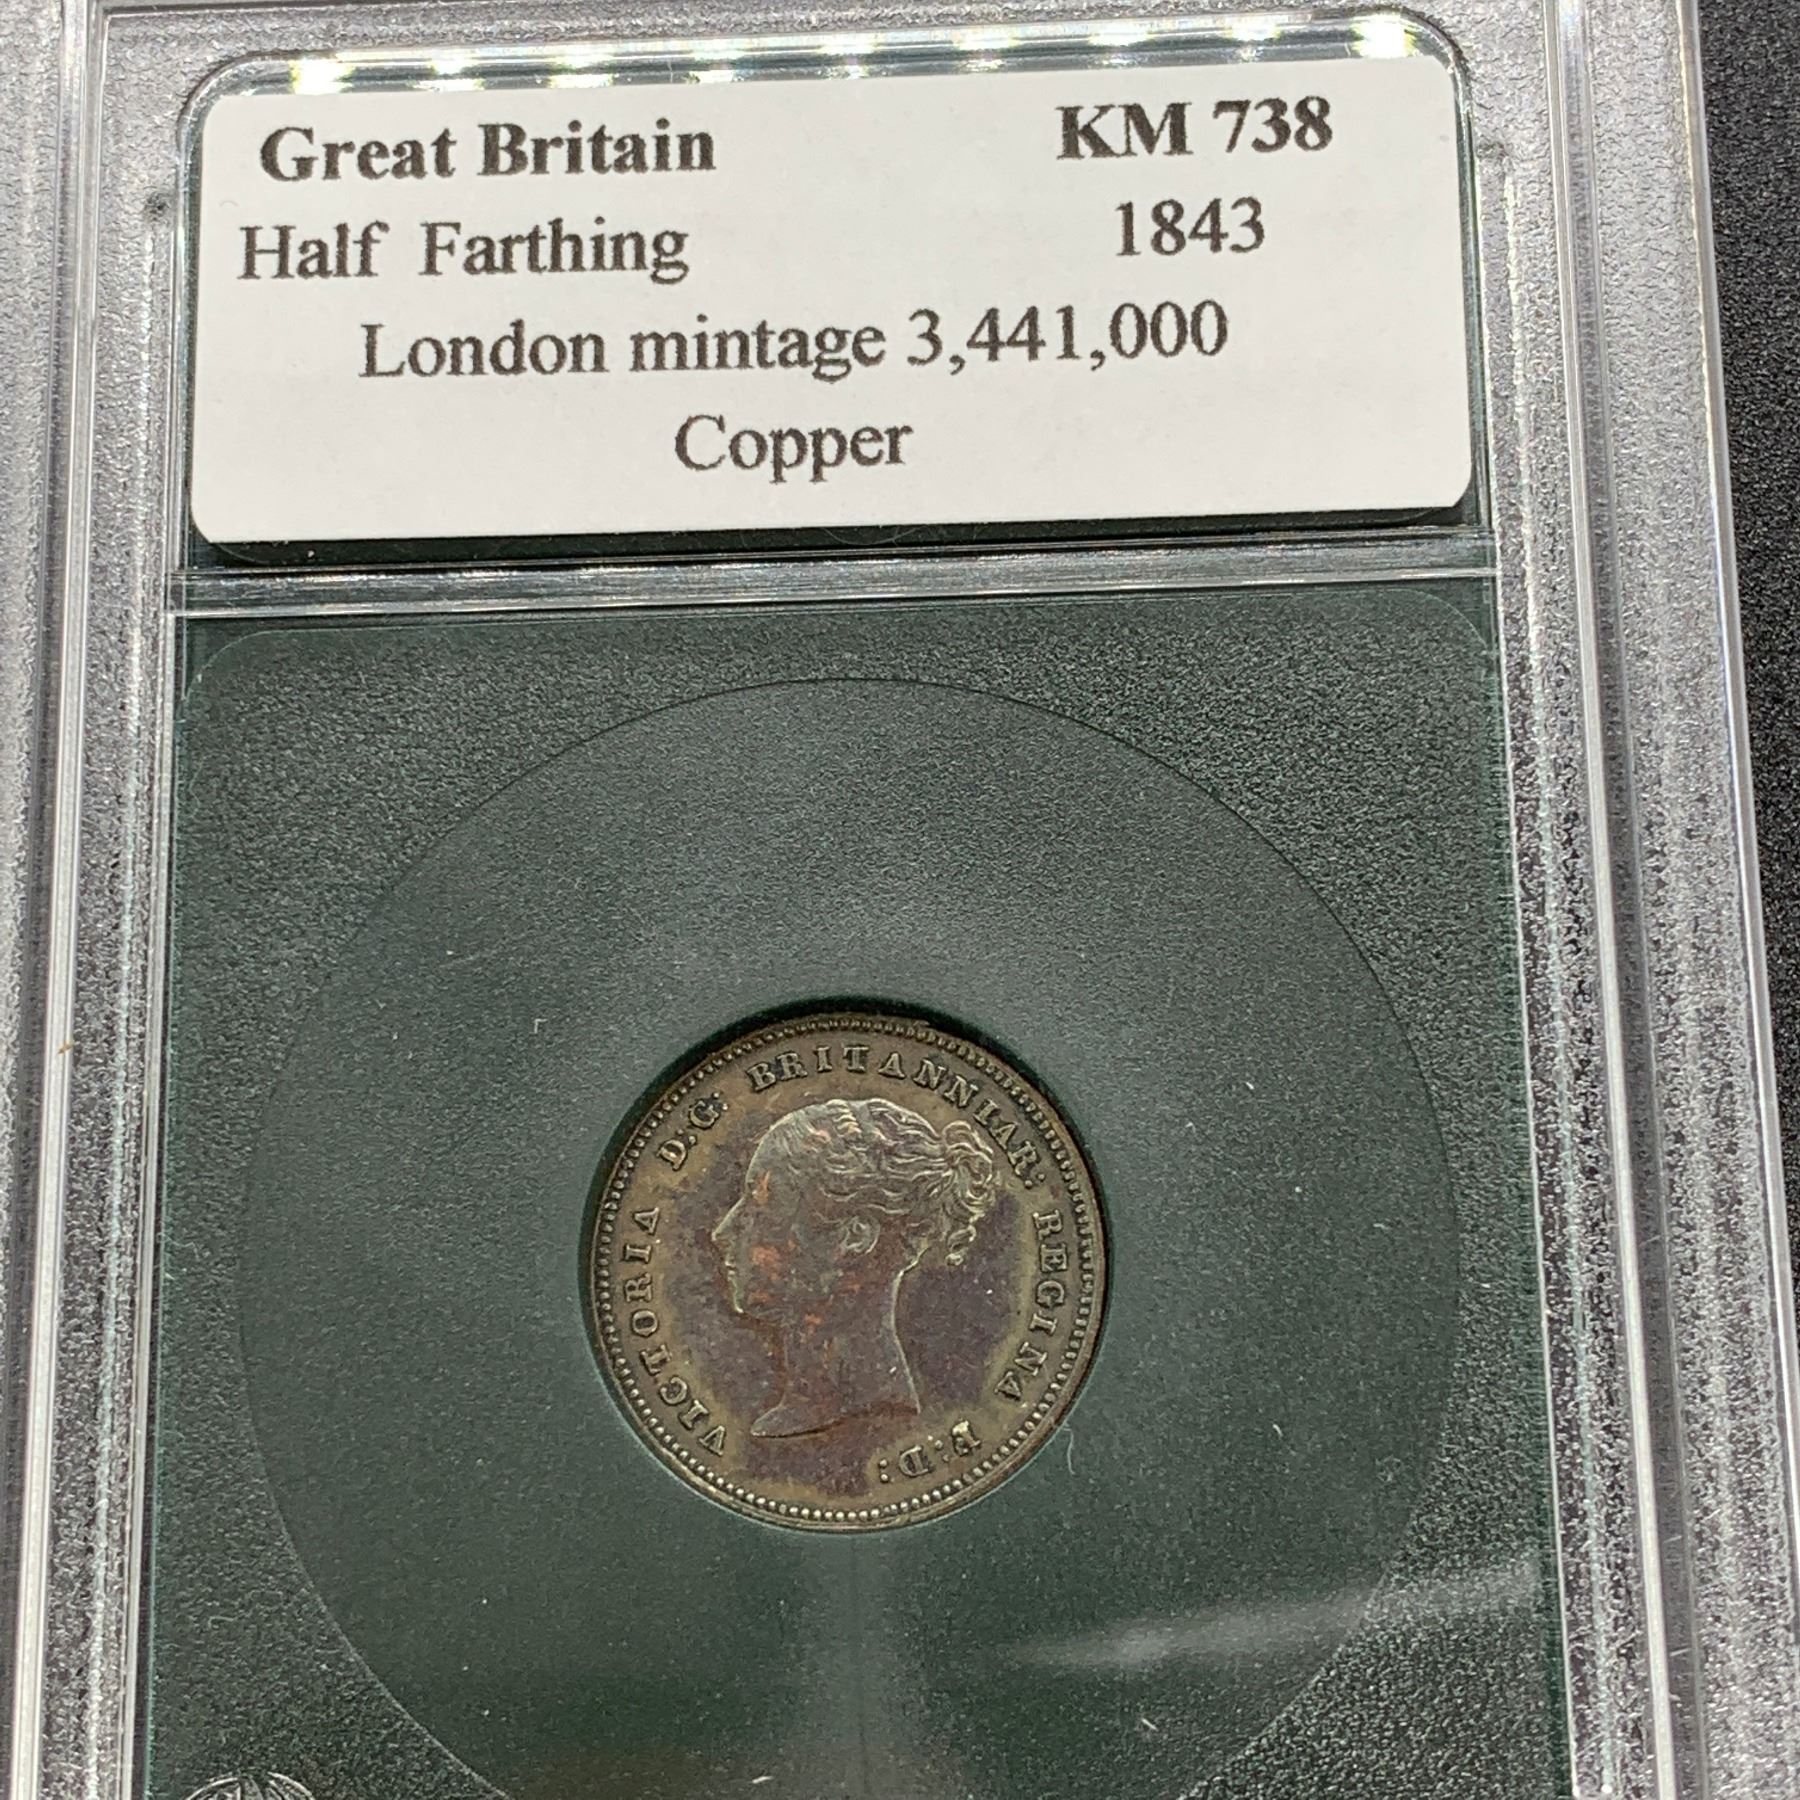 Great Britain KM 738
Half Farthing 1843
London mintage 3,441,000
Copper
VICTORIA D.G: BRITANNIAR: REGINA F:D: